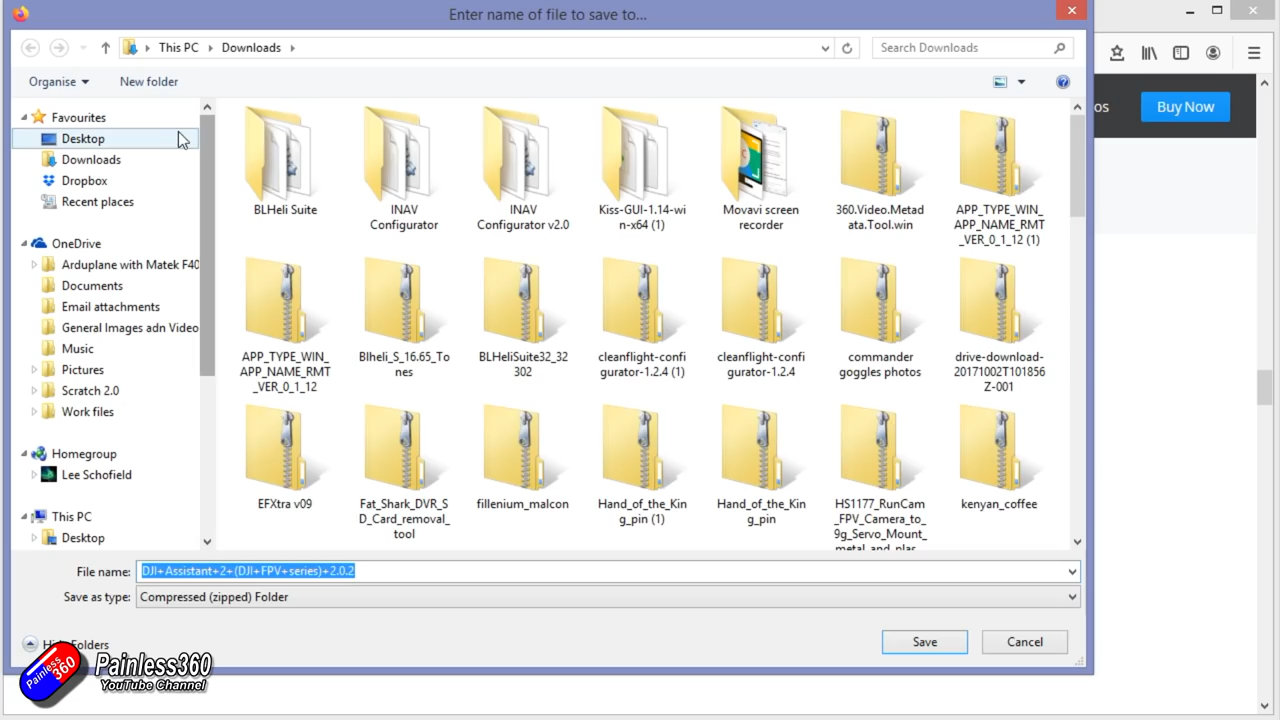 Enter name of file to save to...
This PC
Downloads
Search Downloads
Organise
New folder
os
Buy Now
Favourites
Desktop
Downloads
Dropbox
Recent places
OneDrive
Arduplane with Matek F40
Documents
Email attachments
General Images adn Video
Music
Pictures
Scratch 2.0
Work files
Homegroup
Lee Schofield
This PC
Desktop
BLHeli Suite
INAV
Configurator
INAV
Configurator v2.0
Kiss-GUI-1.14-wi
n-x64 (1)
Movavi screen
recorder
360.Video.Metad
ata.Tool.win
APP_TYPE_WIN_
APP_NAME_RMT
_VER_0_1_12 (1)
APP_TYPE_WIN_
APP_NAME_RMT
_VER_0_1_12
Blheli_S_16.65_To
nes
BLHeliSuite32_32
302
cleanflight-confi
gurator-1.2.4 (1)
cleanflight-confi
gurator-1.2.4
commander
goggles photos
drive-download-
20171002T101856
Z-001
EFXtra v09
Fat_Shark_DVR_S
D_Card_removal_
tool
fillenium_malcon
Hand_of_the_Kin
g_pin (1)
Hand_of_the_Kin
g_pin
HS1177_RunCam
_FPV_Camera_to_
9g_Servo_Mount_
metal_and_plas
kenyan_coffee
File name:
DJI+Assistant+2+(DJI+FPV+series)+2.0.2
Save as type:
Compressed (zipped) Folder
Hide Folders
Save
Cancel
Painless
360
Painless360
YouTube Channel